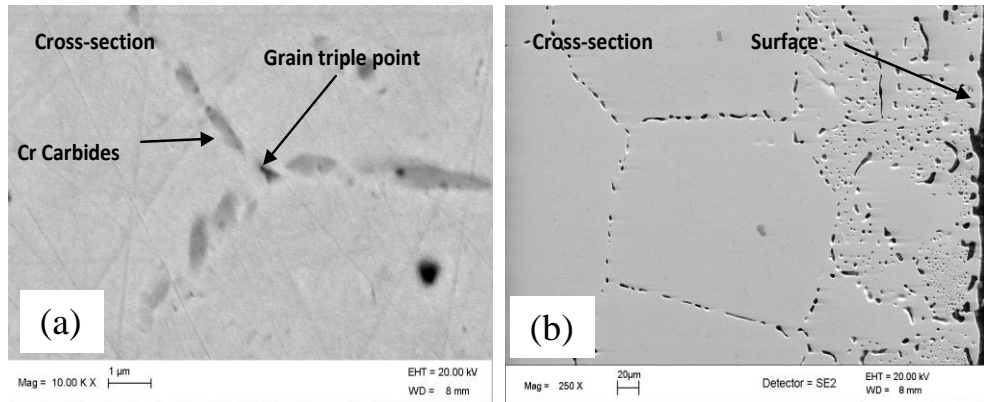 Cross-section
Grain triple point
Cr Carbides
(a)
Mag = 10.00 K X
1 µm
EHT = 20.00 kV
WD = 8 mm
Cross-section
Surface
(b)
Mag = 250 X
20µm
Detector = SE2
EHT = 20.00 kV
WD = 8 mm